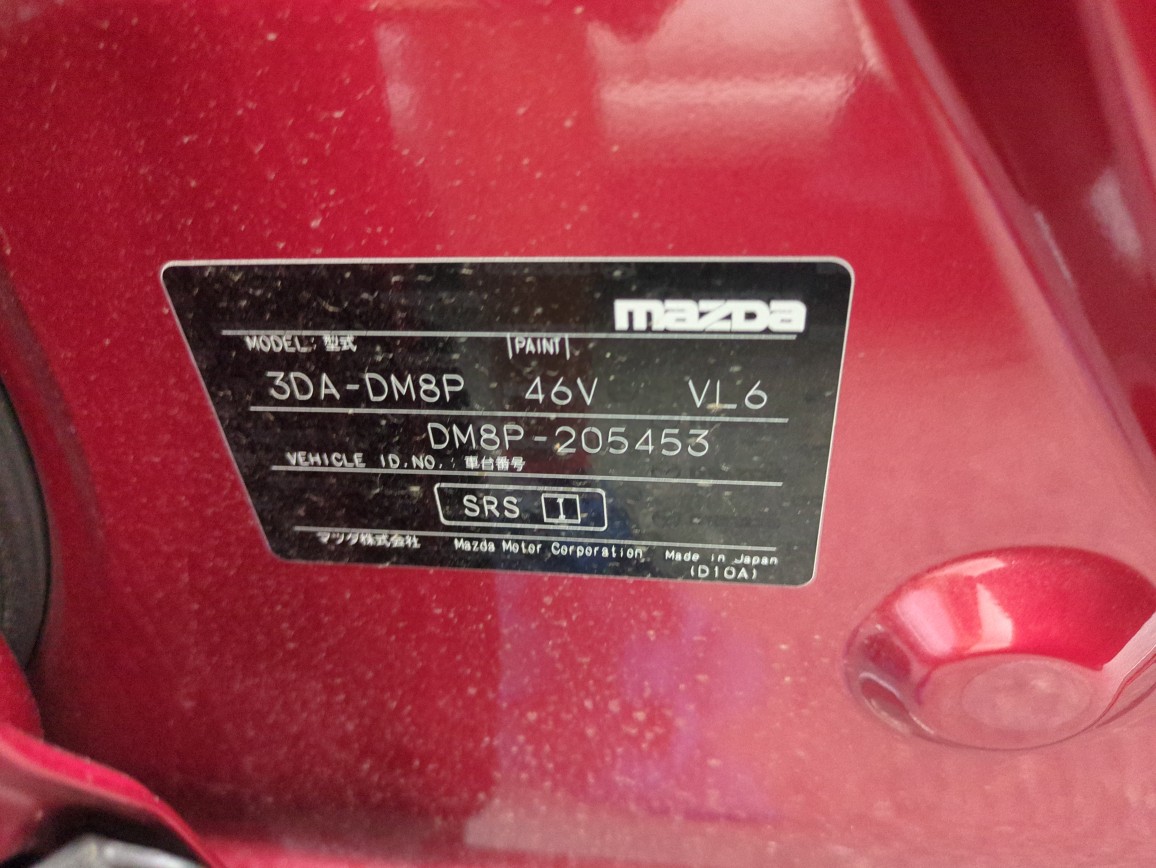 mazda
MODEL: 型式 PAINT
3DA-DM8P 46V VL6
DM8P-205453
VEHICLE ID.NO.: 車台番号
SRS I
マツダ株式会社 Mazda Motor Corporation Made in Japan
(D10A)